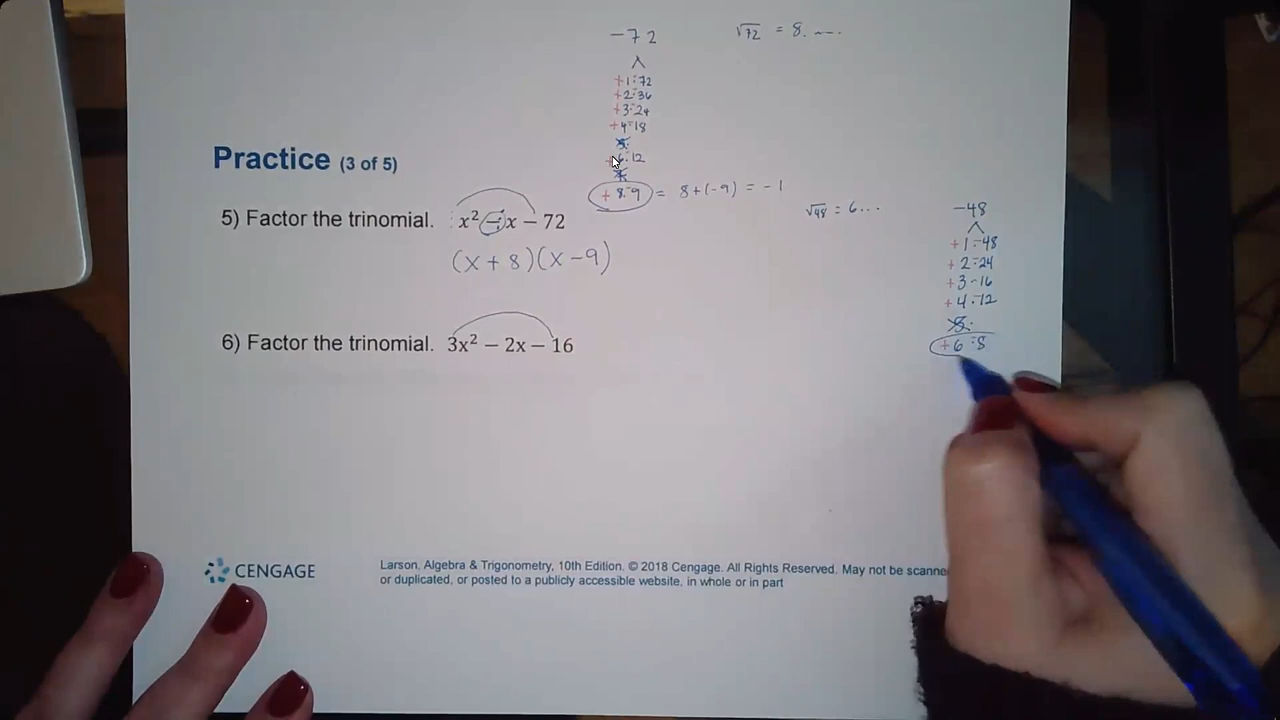 -72
√72 = 8. ....
∧
+1·-72
+2·-36
+3·-24
+4·-18
5·
+6·-12
7
+8·-9 = 8+(-9) = -1
Practice (3 of 5)
5) Factor the trinomial. x² − x − 72
(x + 8)(x − 9)
6) Factor the trinomial. 3x² − 2x − 16
√48 = 6...
-48
∧
+1·-48
+2·-24
+3·-16
+4·-12
5·
+6·-8
CENGAGE
Larson, Algebra & Trigonometry, 10th Edition. © 2018 Cengage. All Rights Reserved. May not be scanne
or duplicated, or posted to a publicly accessible website, in whole or in part